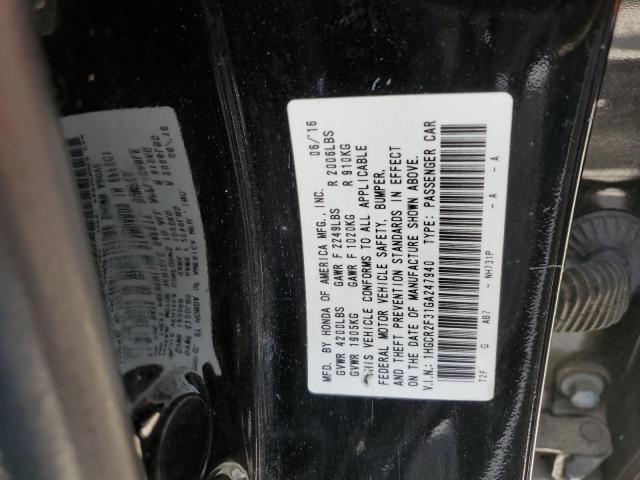 MFD. BY HONDA OF AMERICA MFG., INC. 06/16
GVWR 4200LBS GAWR F 2249LBS R 2006LBS
GVWR 1905KG GAWR F 1020KG R 910KG
THIS VEHICLE CONFORMS TO ALL APPLICABLE
FEDERAL MOTOR VEHICLE SAFETY, BUMPER,
AND THEFT PREVENTION STANDARDS IN EFFECT
ON THE DATE OF MANUFACTURE SHOWN ABOVE.
V.I.N.: 1HGCR2F31GA247940 TYPE: PASSENGER CAR
T2F G AB7 - NH731P - A - A